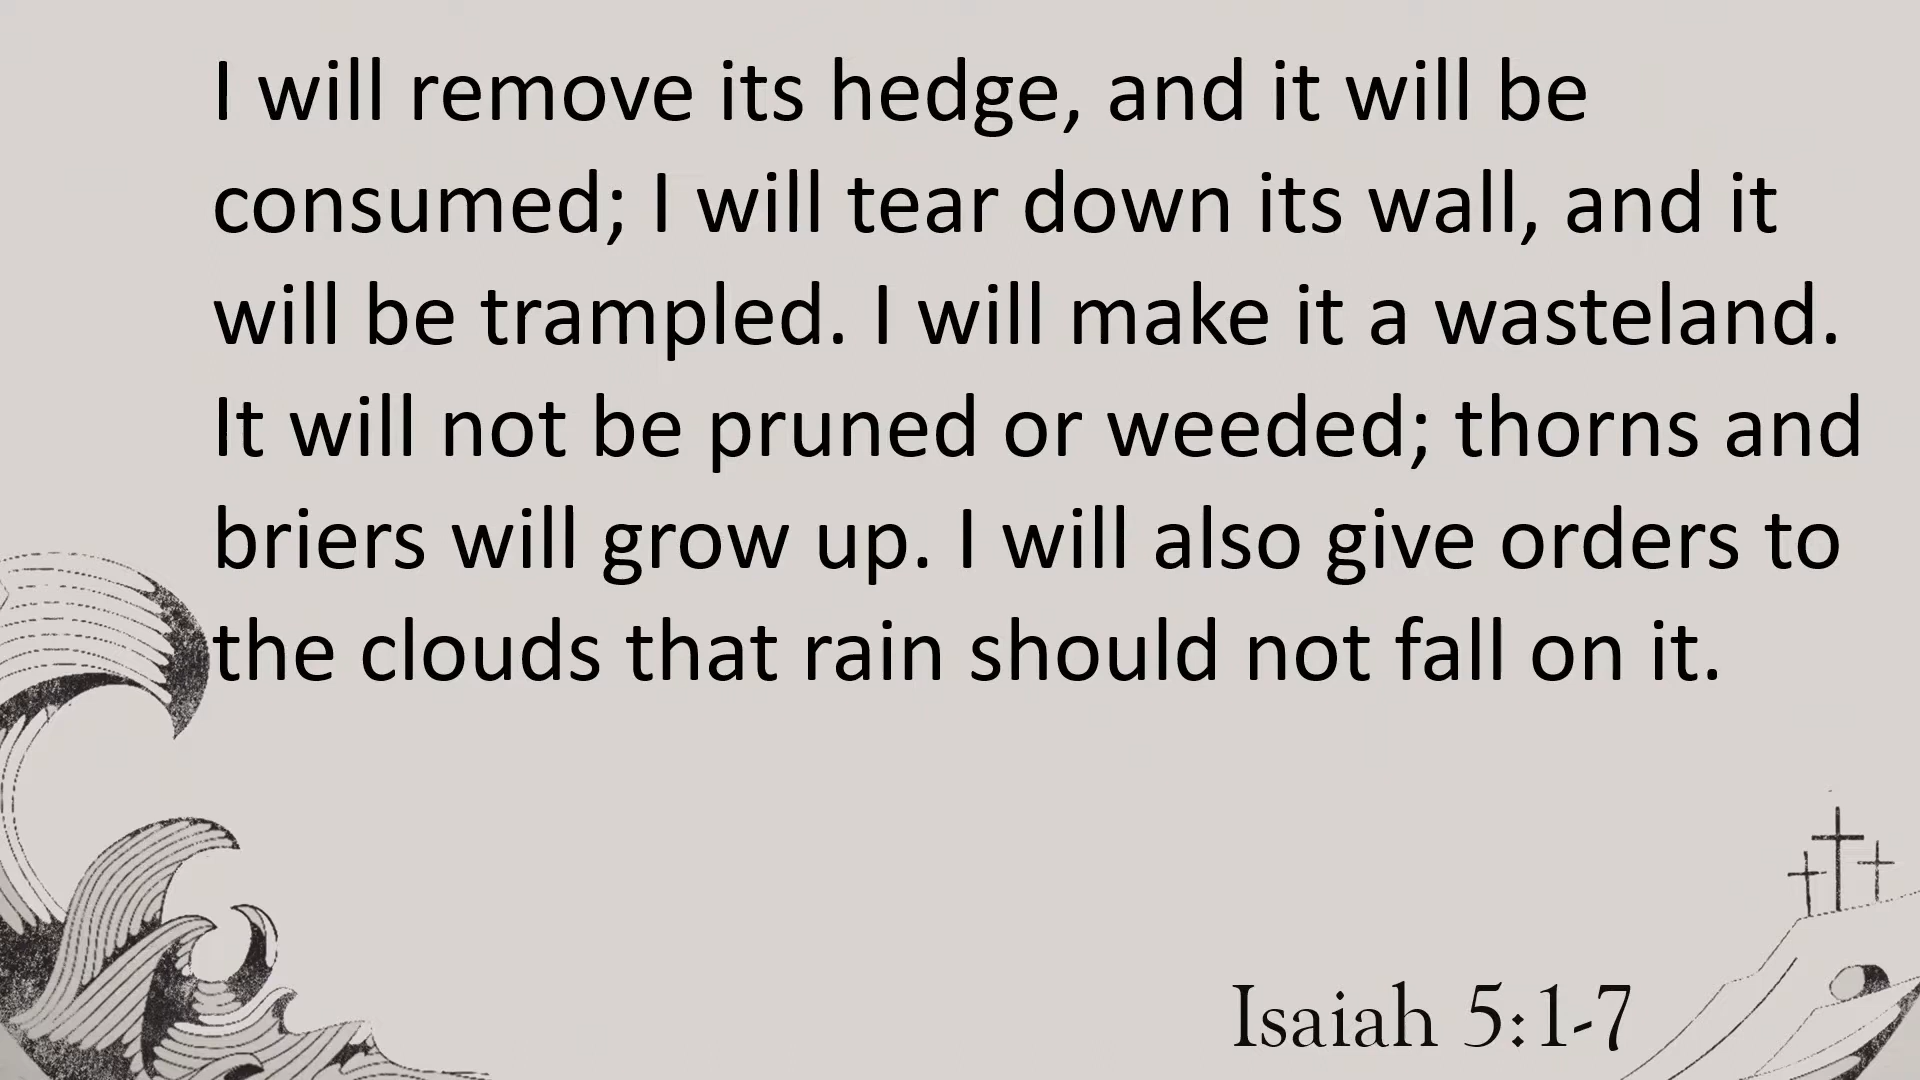 I will remove its hedge, and it will be
consumed; I will tear down its wall, and it
will be trampled. I will make it a wasteland.
It will not be pruned or weeded; thorns and
briers will grow up. I will also give orders to
the clouds that rain should not fall on it.
Isaiah 5:1-7